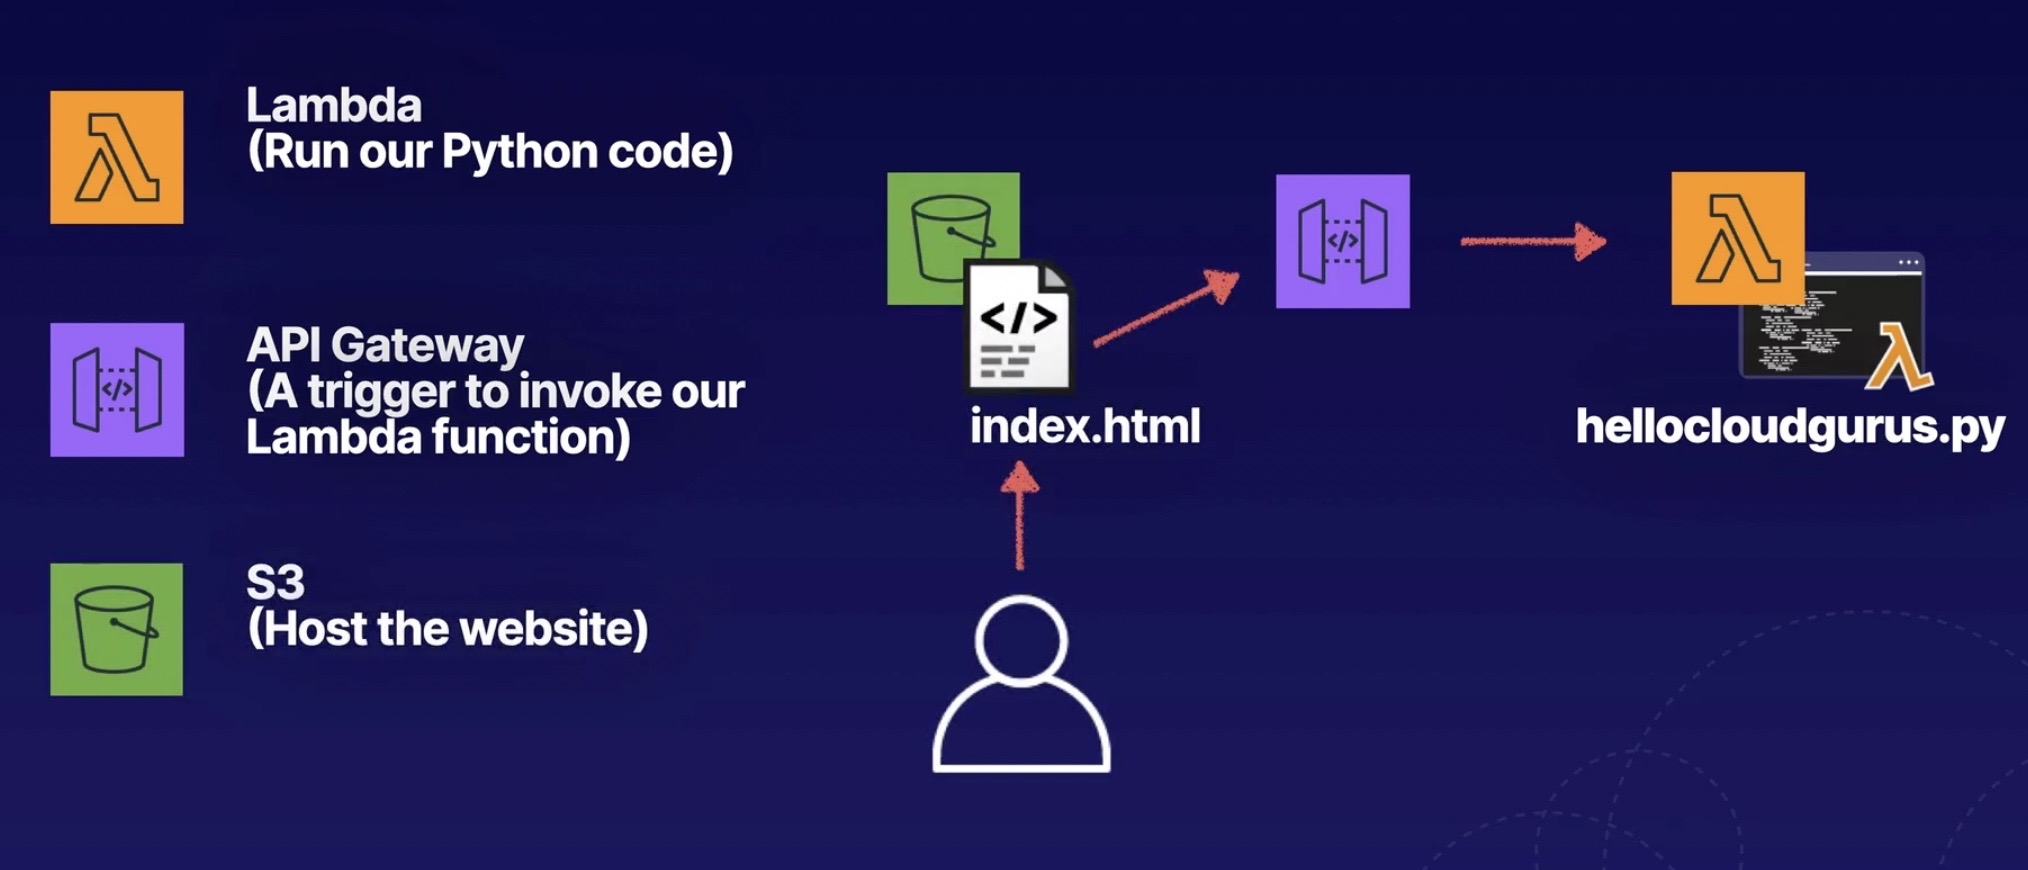 Lambda
(Run our Python code)
API Gateway
(A trigger to invoke our
Lambda function)
S3
(Host the website)
</>
</>
index.html
hellocloudgurus.py